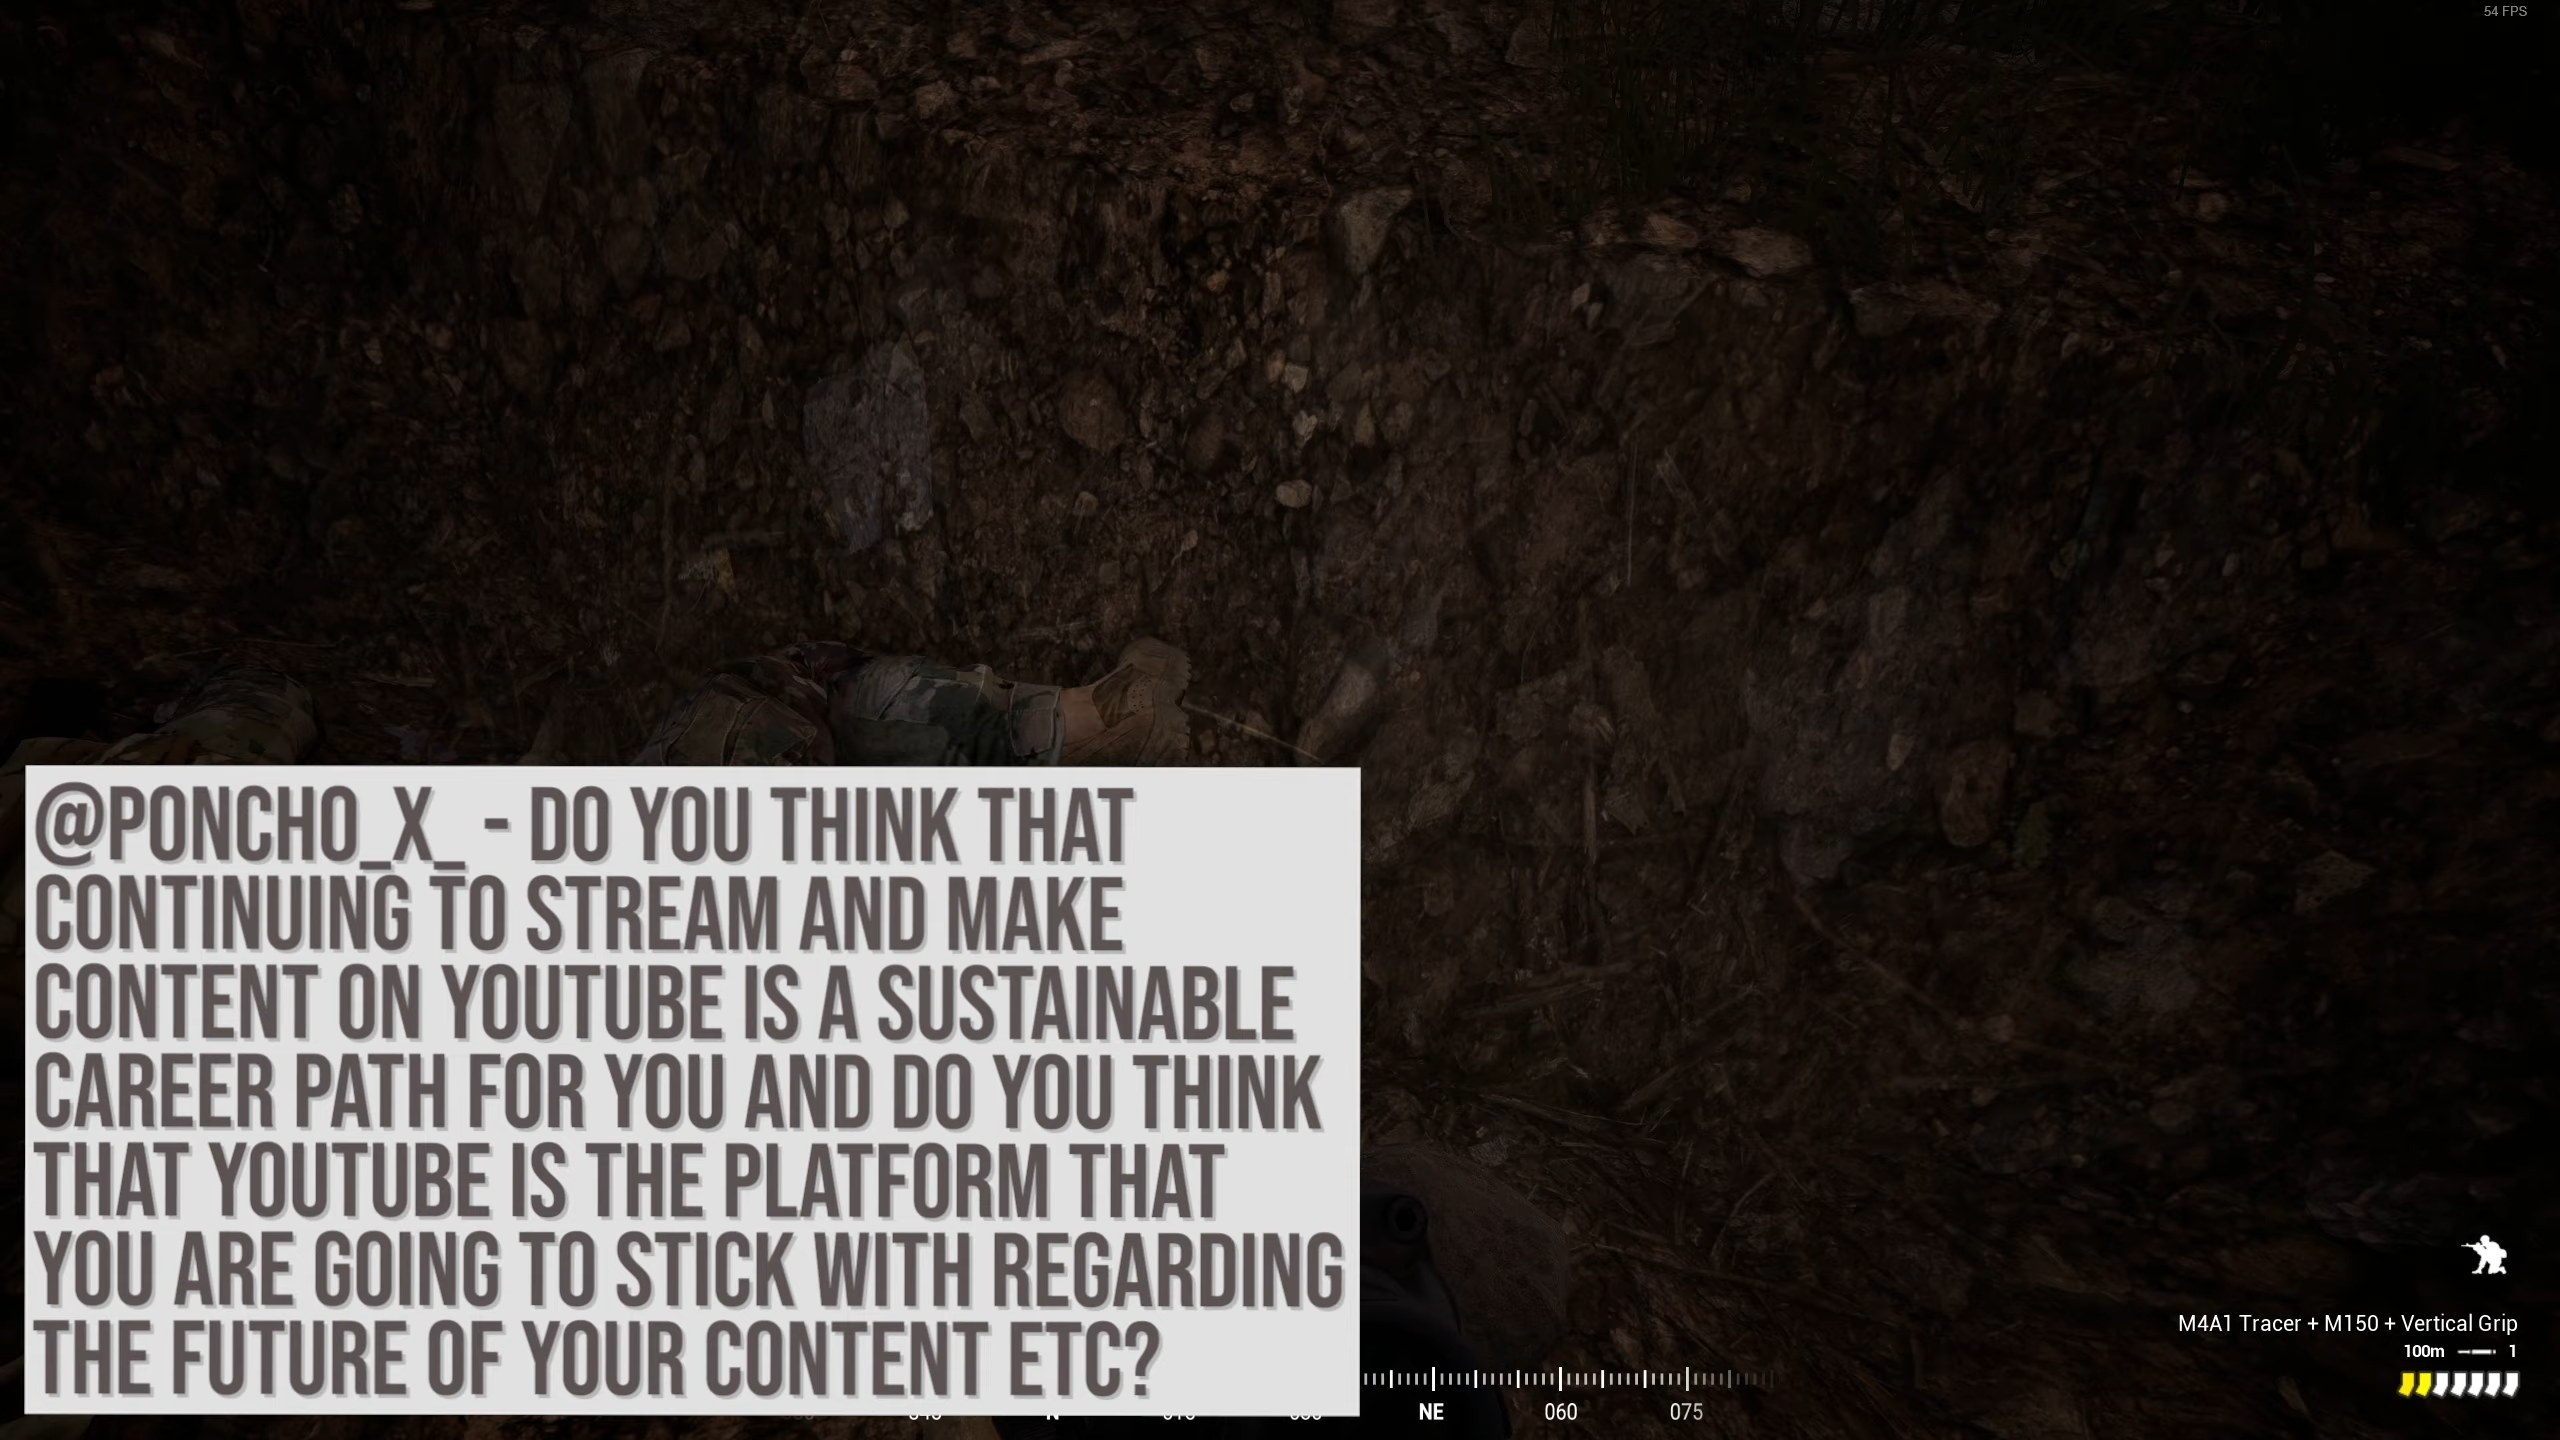 54 FPS
@PONCHO_X_ - DO YOU THINK THAT
CONTINUING TO STREAM AND MAKE
CONTENT ON YOUTUBE IS A SUSTAINABLE
CAREER PATH FOR YOU AND DO YOU THINK
THAT YOUTUBE IS THE PLATFORM THAT
YOU ARE GOING TO STICK WITH REGARDING
THE FUTURE OF YOUR CONTENT ETC?
M4A1 Tracer + M150 + Vertical Grip
100m 1
NE 060 075